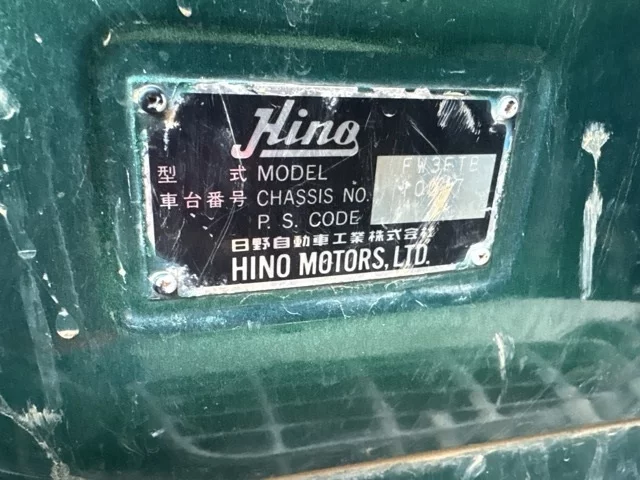 Hino
型 式 MODEL
車台番号 CHASSIS NO.
P. S. CODE
日野自動車工業株式会社
HINO MOTORS, LTD.